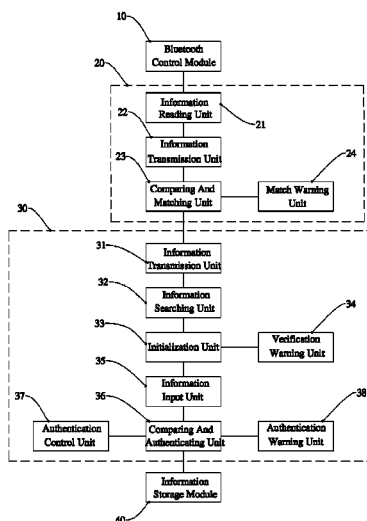 10
Bluetooth
Control Module
20
Information
Reading Unit
21
22
Information
Transmission Unit
23
24
Comparing And
Matching Unit
Match Warning
Unit
30
31
Information
Transmission Unit
32
Information
Searching Unit
33
34
Initialization Unit
Verification
Warning Unit
35
Information
Input Unit
37
36
38
Authentication
Control Unit
Comparing And
Authenticating Unit
Authentication
Warning Unit
Information
Storage Module
40